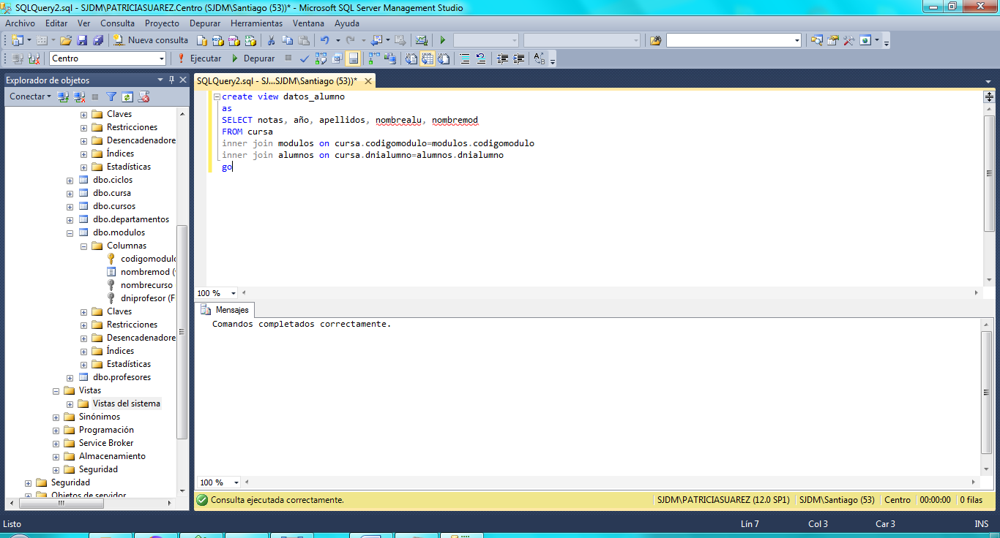 SQLQuery2.sql - SJDM\PATRICIASUAREZ.Centro (SJDM\Santiago (53))* - Microsoft SQL Server Management Studio
Archivo Editar Ver Consulta Proyecto Depurar Herramientas Ventana Ayuda
Nueva consulta
Centro Ejecutar Depurar
Explorador de objetos
Conectar
Claves
Restricciones
Desencadenadore
Índices
Estadísticas
dbo.ciclos
dbo.cursa
dbo.cursos
dbo.departamentos
dbo.modulos
Columnas
codigomodulo
nombremod (
nombrecurso
dniprofesor (F
Claves
Restricciones
Desencadenadore
Índices
Estadísticas
dbo.profesores
Vistas
Vistas del sistema
Sinónimos
Programación
Service Broker
Almacenamiento
Seguridad
Seguridad
Objetos de servidor
SQLQuery2.sql - SJ...SJDM\Santiago (53))*
create view datos_alumno
as
SELECT notas, año, apellidos, nombrealu, nombremod
FROM cursa
inner join modulos on cursa.codigomodulo=modulos.codigomodulo
inner join alumnos on cursa.dnialumno=alumnos.dnialumno
go
100 %
Mensajes
Comandos completados correctamente.
100 %
Consulta ejecutada correctamente. SJDM\PATRICIASUAREZ (12.0 SP1) SJDM\Santiago (53) Centro 00:00:00 0 filas
Listo Lín 7 Col 3 Car 3 INS